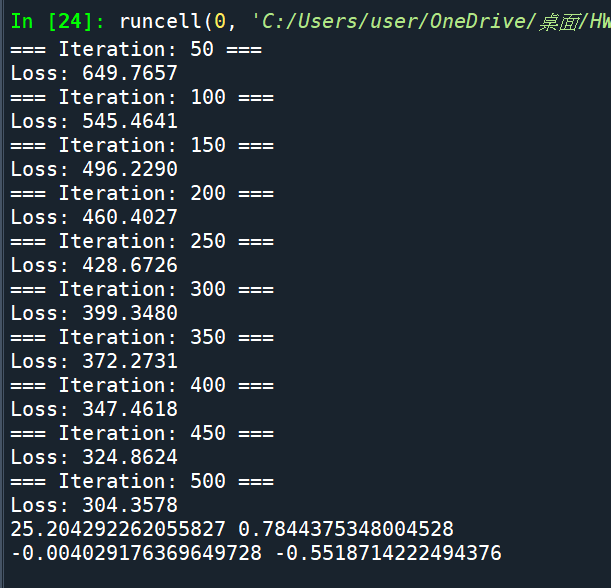 In [24]: runcell(0, 'C:/Users/user/OneDrive/桌面/HW
=== Iteration: 50 ===
Loss: 649.7657
=== Iteration: 100 ===
Loss: 545.4641
=== Iteration: 150 ===
Loss: 496.2290
=== Iteration: 200 ===
Loss: 460.4027
=== Iteration: 250 ===
Loss: 428.6726
=== Iteration: 300 ===
Loss: 399.3480
=== Iteration: 350 ===
Loss: 372.2731
=== Iteration: 400 ===
Loss: 347.4618
=== Iteration: 450 ===
Loss: 324.8624
=== Iteration: 500 ===
Loss: 304.3578
25.204292262055827 0.7844375348004528
-0.004029176369649728 -0.5518714222494376